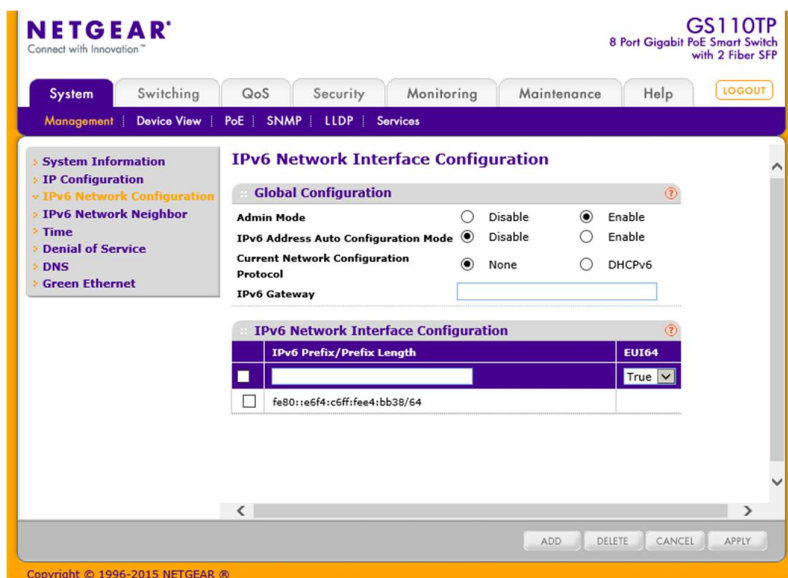 NETGEAR®
Connect with Innovation™
GS110TP
8 Port Gigabit PoE Smart Switch
with 2 Fiber SFP
System Switching QoS Security Monitoring Maintenance Help LOGOUT
Management | Device View | PoE | SNMP | LLDP | Services
System Information
IP Configuration
IPv6 Network Configuration
IPv6 Network Neighbor
Time
Denial of Service
DNS
Green Ethernet
IPv6 Network Interface Configuration
Global Configuration ?
Admin Mode Disable Enable
IPv6 Address Auto Configuration Mode Disable Enable
Current Network Configuration
Protocol None DHCPv6
IPv6 Gateway
IPv6 Network Interface Configuration ?
IPv6 Prefix/Prefix Length EUI64
True
fe80::e6f4:c6ff:fee4:bb38/64
ADD DELETE CANCEL APPLY
Copyright © 1996-2015 NETGEAR ®